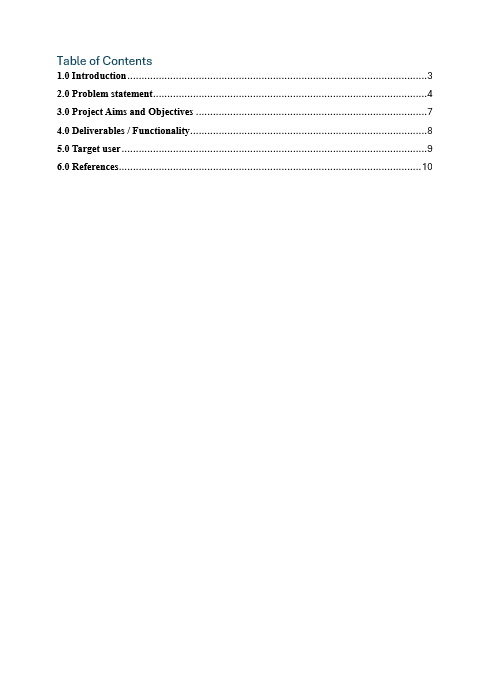 Table of Contents
1.0 Introduction........................................................................................................3
2.0 Problem statement...............................................................................................4
3.0 Project Aims and Objectives ................................................................................7
4.0 Deliverables / Functionality..................................................................................8
5.0 Target user..........................................................................................................9
6.0 References.........................................................................................................10